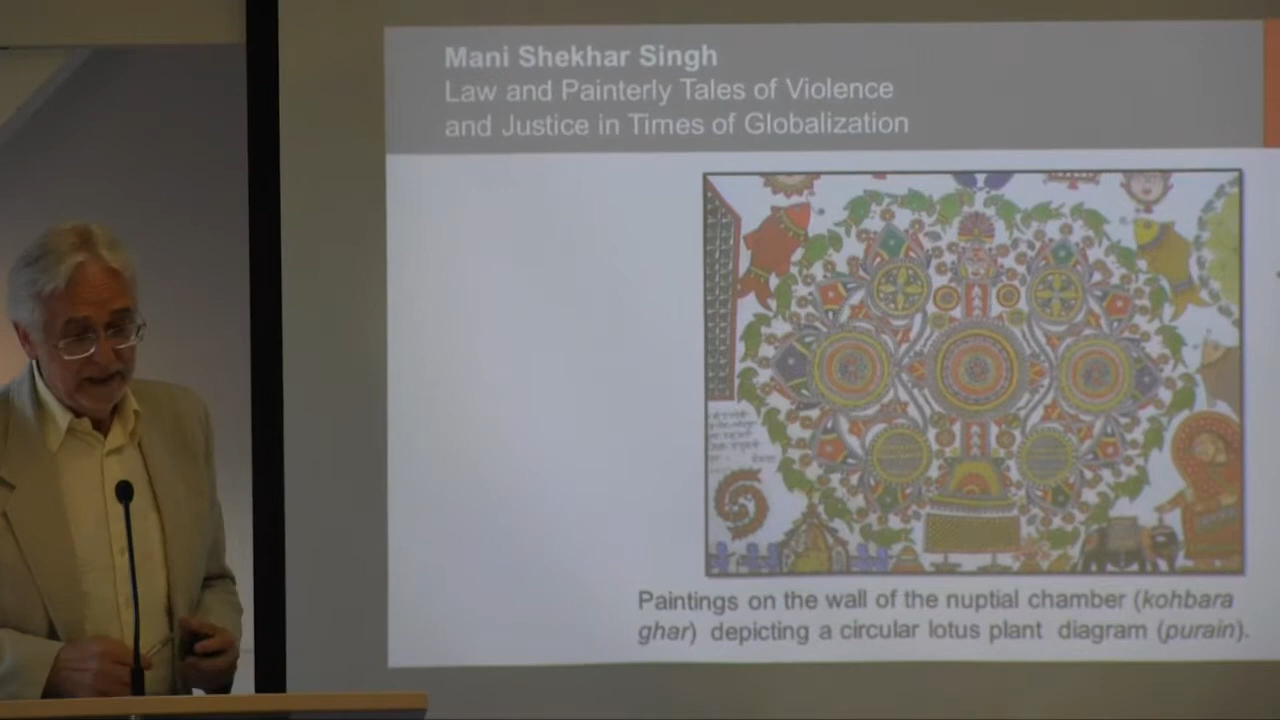 Mani Shekhar Singh
Law and Painterly Tales of Violence
and Justice in Times of Globalization
Paintings on the wall of the nuptial chamber (kohbara
ghar) depicting a circular lotus plant diagram (purain).